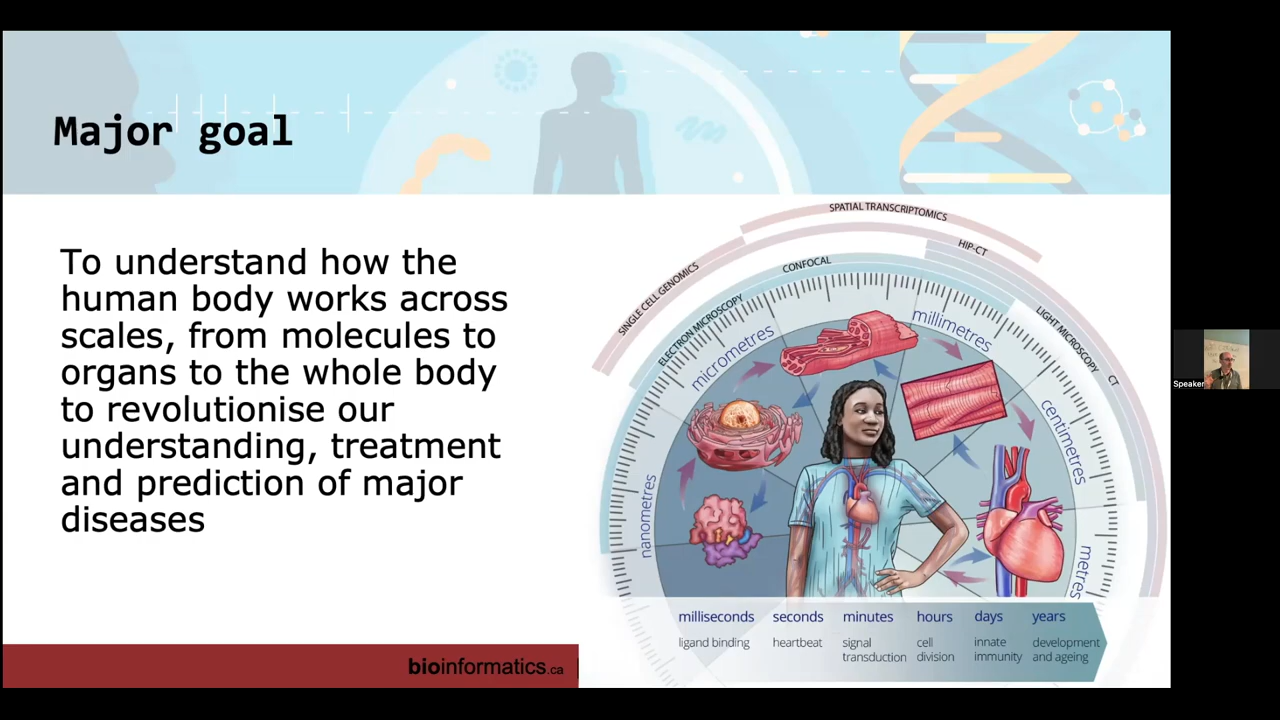 Major goal
To understand how the
human body works across
scales, from molecules to
organs to the whole body
to revolutionise our
understanding, treatment
and prediction of major
diseases
SPATIAL TRANSCRIPTOMICS
HIP-CT
SINGLE CELL GENOMICS
CONFOCAL
ELECTRON MICROSCOPY
LIGHT MICROSCOPY
CT
nanometres
micrometres
millimetres
centimetres
metres
milliseconds seconds minutes hours days years
ligand binding heartbeat signal cell innate development
transduction division immunity and ageing
bioinformatics.ca
Speaker